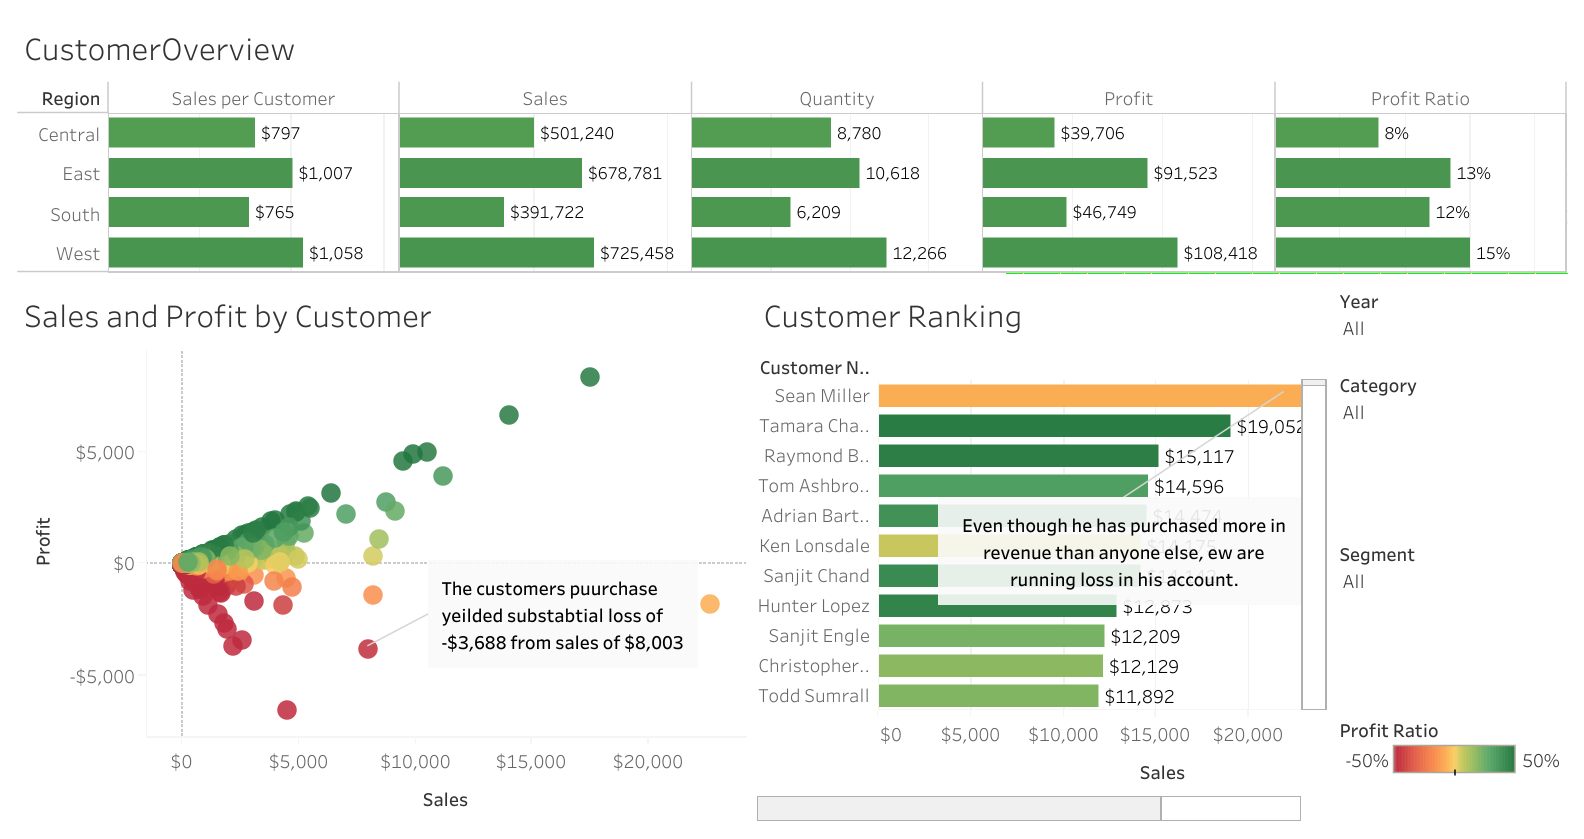 CustomerOverview
Region Sales per Customer Sales Quantity Profit Profit Ratio
Central $797 $501,240 8,780 $39,706 8%
East $1,007 $678,781 10,618 $91,523 13%
South $765 $391,722 6,209 $46,749 12%
West $1,058 $725,458 12,266 $108,418 15%
Sales and Profit by Customer
Profit
$5,000
$0
-$5,000
The customers puurchase
yeilded substabtial loss of
-$3,688 from sales of $8,003
$0 $5,000 $10,000 $15,000 $20,000
Sales
Customer Ranking
Customer N..
Sean Miller
Tamara Cha.. $19,052
Raymond B.. $15,117
Tom Ashbro.. $14,596
Adrian Bart.. $14,474
Ken Lonsdale $14,175
Sanjit Chand $14,142
Hunter Lopez $12,873
Sanjit Engle $12,209
Christopher.. $12,129
Todd Sumrall $11,892
Even though he has purchased more in
revenue than anyone else, ew are
running loss in his account.
$0 $5,000 $10,000 $15,000 $20,000
Sales
Year
All
Category
All
Segment
All
Profit Ratio
-50% 50%